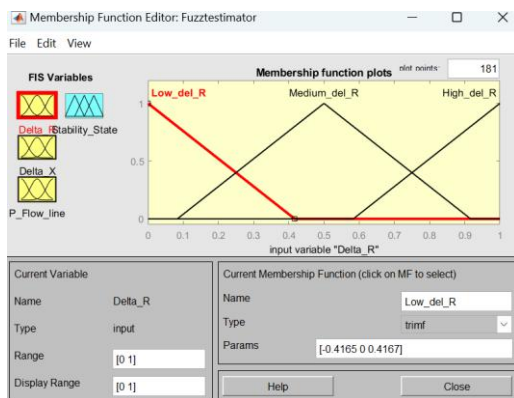 Membership Function Editor: Fuzztestimator
File Edit View
FIS Variables
Delta_R Stability_State
Delta_X
P_Flow_line
Membership function plots plot points: 181
Low_del_R Medium_del_R High_del_R
0.5
0
0 0.1 0.2 0.3 0.4 0.5 0.6 0.7 0.8 0.9 1
input variable "Delta_R"
Current Variable
Name Delta_R
Type input
Range [0 1]
Display Range [0 1]
Current Membership Function (click on MF to select)
Name Low_del_R
Type trimf
Params [-0.4165 0 0.4167]
Help Close